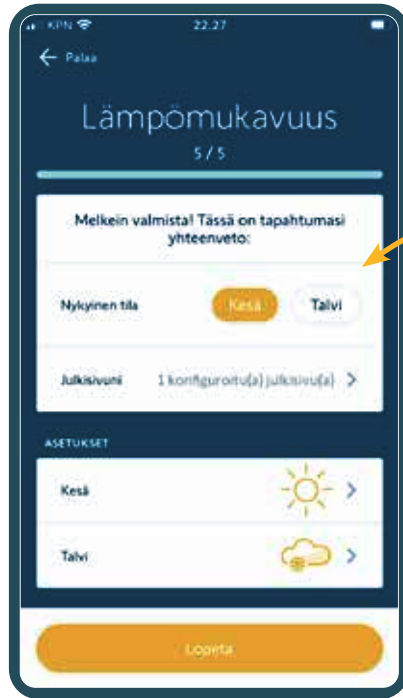 KPN 22.27
Palaa
Lämpömukavuus
5 / 5
Melkein valmista! Tässä on tapahtumasi
yhteenveto:
Nykyinen tila Kesä Talvi
Julkisivuni 1 konfiguroitu(a) julkisivu(a)
ASETUKSET
Kesä
Talvi
Lopeta